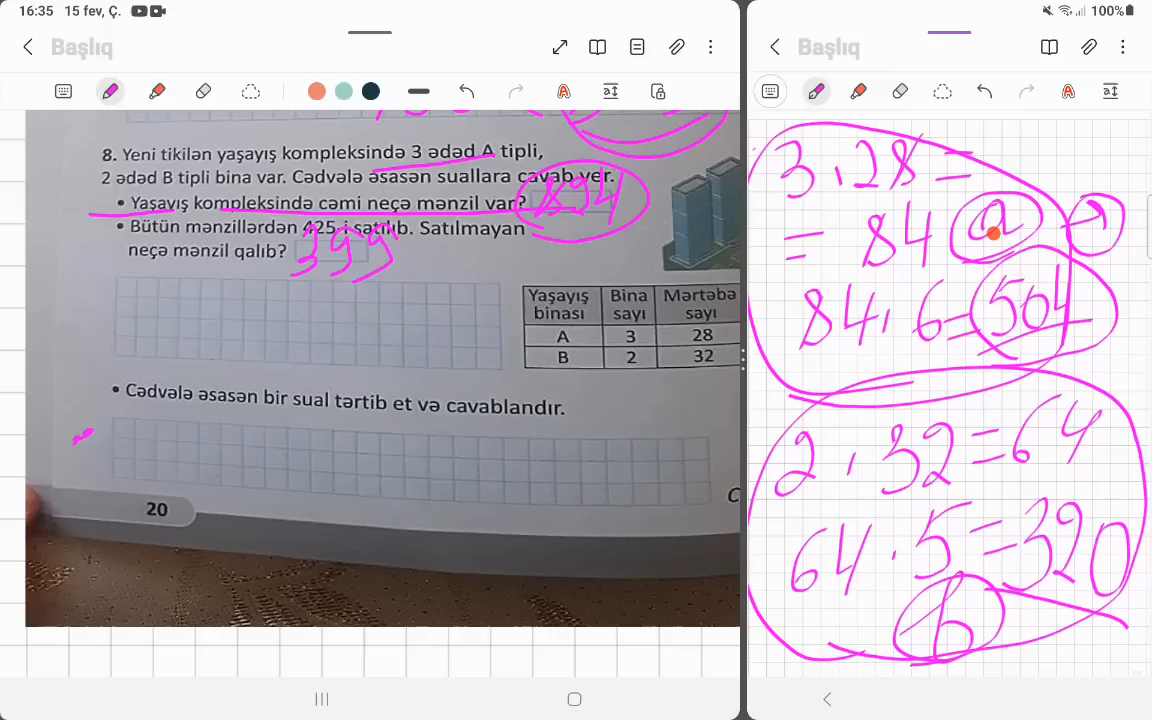 16:35 15 fev, Ç.
100%
Başlıq
Başlıq
8. Yeni tikilən yaşayış kompleksində 3 ədəd A tipli,
2 ədəd B tipli bina var. Cədvələ əsasən suallara cavab ver.
• Yaşayış kompleksində cəmi neçə mənzil var? 894
• Bütün mənzillərdən 425-i satılıb. Satılmayan
neçə mənzil qalıb? 399
Yaşayış binası Bina sayı Mərtəbə sayı
A 3 28
B 2 32
• Cədvələ əsasən bir sual tərtib et və cavablandır.
20
3 . 28 =
= 84
84 . 6 = 504
2 . 32 = 64
64 . 5 = 320
b